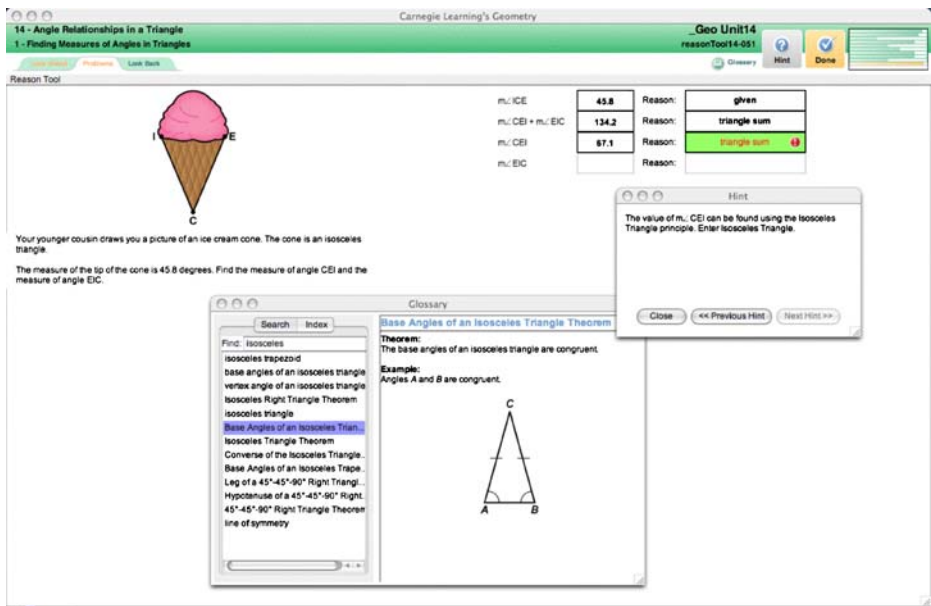 Carnegie Learning's Geometry
14 - Angle Relationships in a Triangle
_Geo Unit14
1 - Finding Measures of Angles in Triangles
reasonTool14-051
Problems
Look Back
Glossary
Hint
Done
Reason Tool
m∠ ICE
45.8
Reason:
given
m∠ CEI + m∠ EIC
134.2
Reason:
triangle sum
m∠ CEI
67.1
Reason:
triangle sum
m∠ EIC
Reason:
I
E
C
Your younger cousin draws you a picture of an ice cream cone. The cone is an isosceles
triangle.
The measure of the tip of the cone is 45.8 degrees. Find the measure of angle CEI and the
measure of angle EIC.
Hint
The value of m∠ CEI can be found using the Isosceles
Triangle principle. Enter Isosceles Triangle.
Close
<< Previous Hint
Next Hint >>
Glossary
Search
Index
Find: isosceles
isosceles trapezoid
base angles of an isosceles triangle
vertex angle of an isosceles triangle
Isosceles Right Triangle Theorem
isosceles triangle
Base Angles of an Isosceles Trian...
Isosceles Triangle Theorem
Converse of the Isosceles Triangle..
Base Angles of an Isosceles Trape..
Leg of a 45°-45°-90° Right Triangl...
Hypotenuse of a 45°-45°-90° Right.
45°-45°-90° Right Triangle Theorem
line of symmetry
Base Angles of an Isosceles Triangle Theorem
Theorem:
The base angles of an isosceles triangle are congruent.
Example:
Angles A and B are congruent.
C
A
B